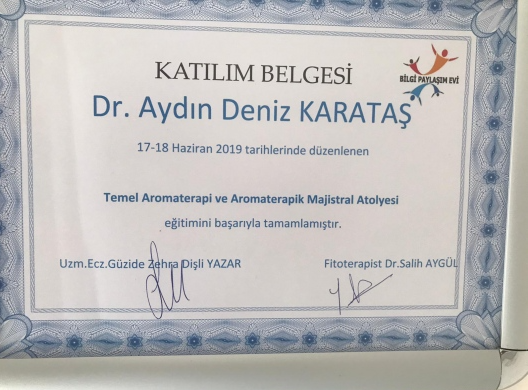 KATILIM BELGESİ
BİLGİ PAYLAŞIM EVİ
Dr. Aydın Deniz KARATAŞ
17-18 Haziran 2019 tarihlerinde düzenlenen
Temel Aromaterapi ve Aromaterapik Majistral Atolyesi
eğitimini başarıyla tamamlamıştır.
Uzm.Ecz.Güzide Zehra Dişli YAZAR
Fitoterapist Dr.Salih AYGÜL